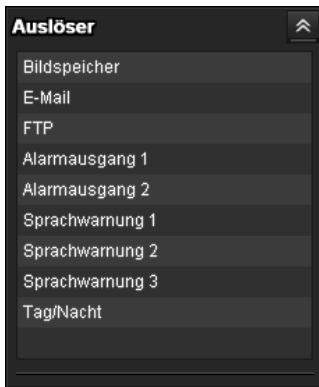 Auslöser
Bildspeicher
E-Mail
FTP
Alarmausgang 1
Alarmausgang 2
Sprachwarnung 1
Sprachwarnung 2
Sprachwarnung 3
Tag/Nacht